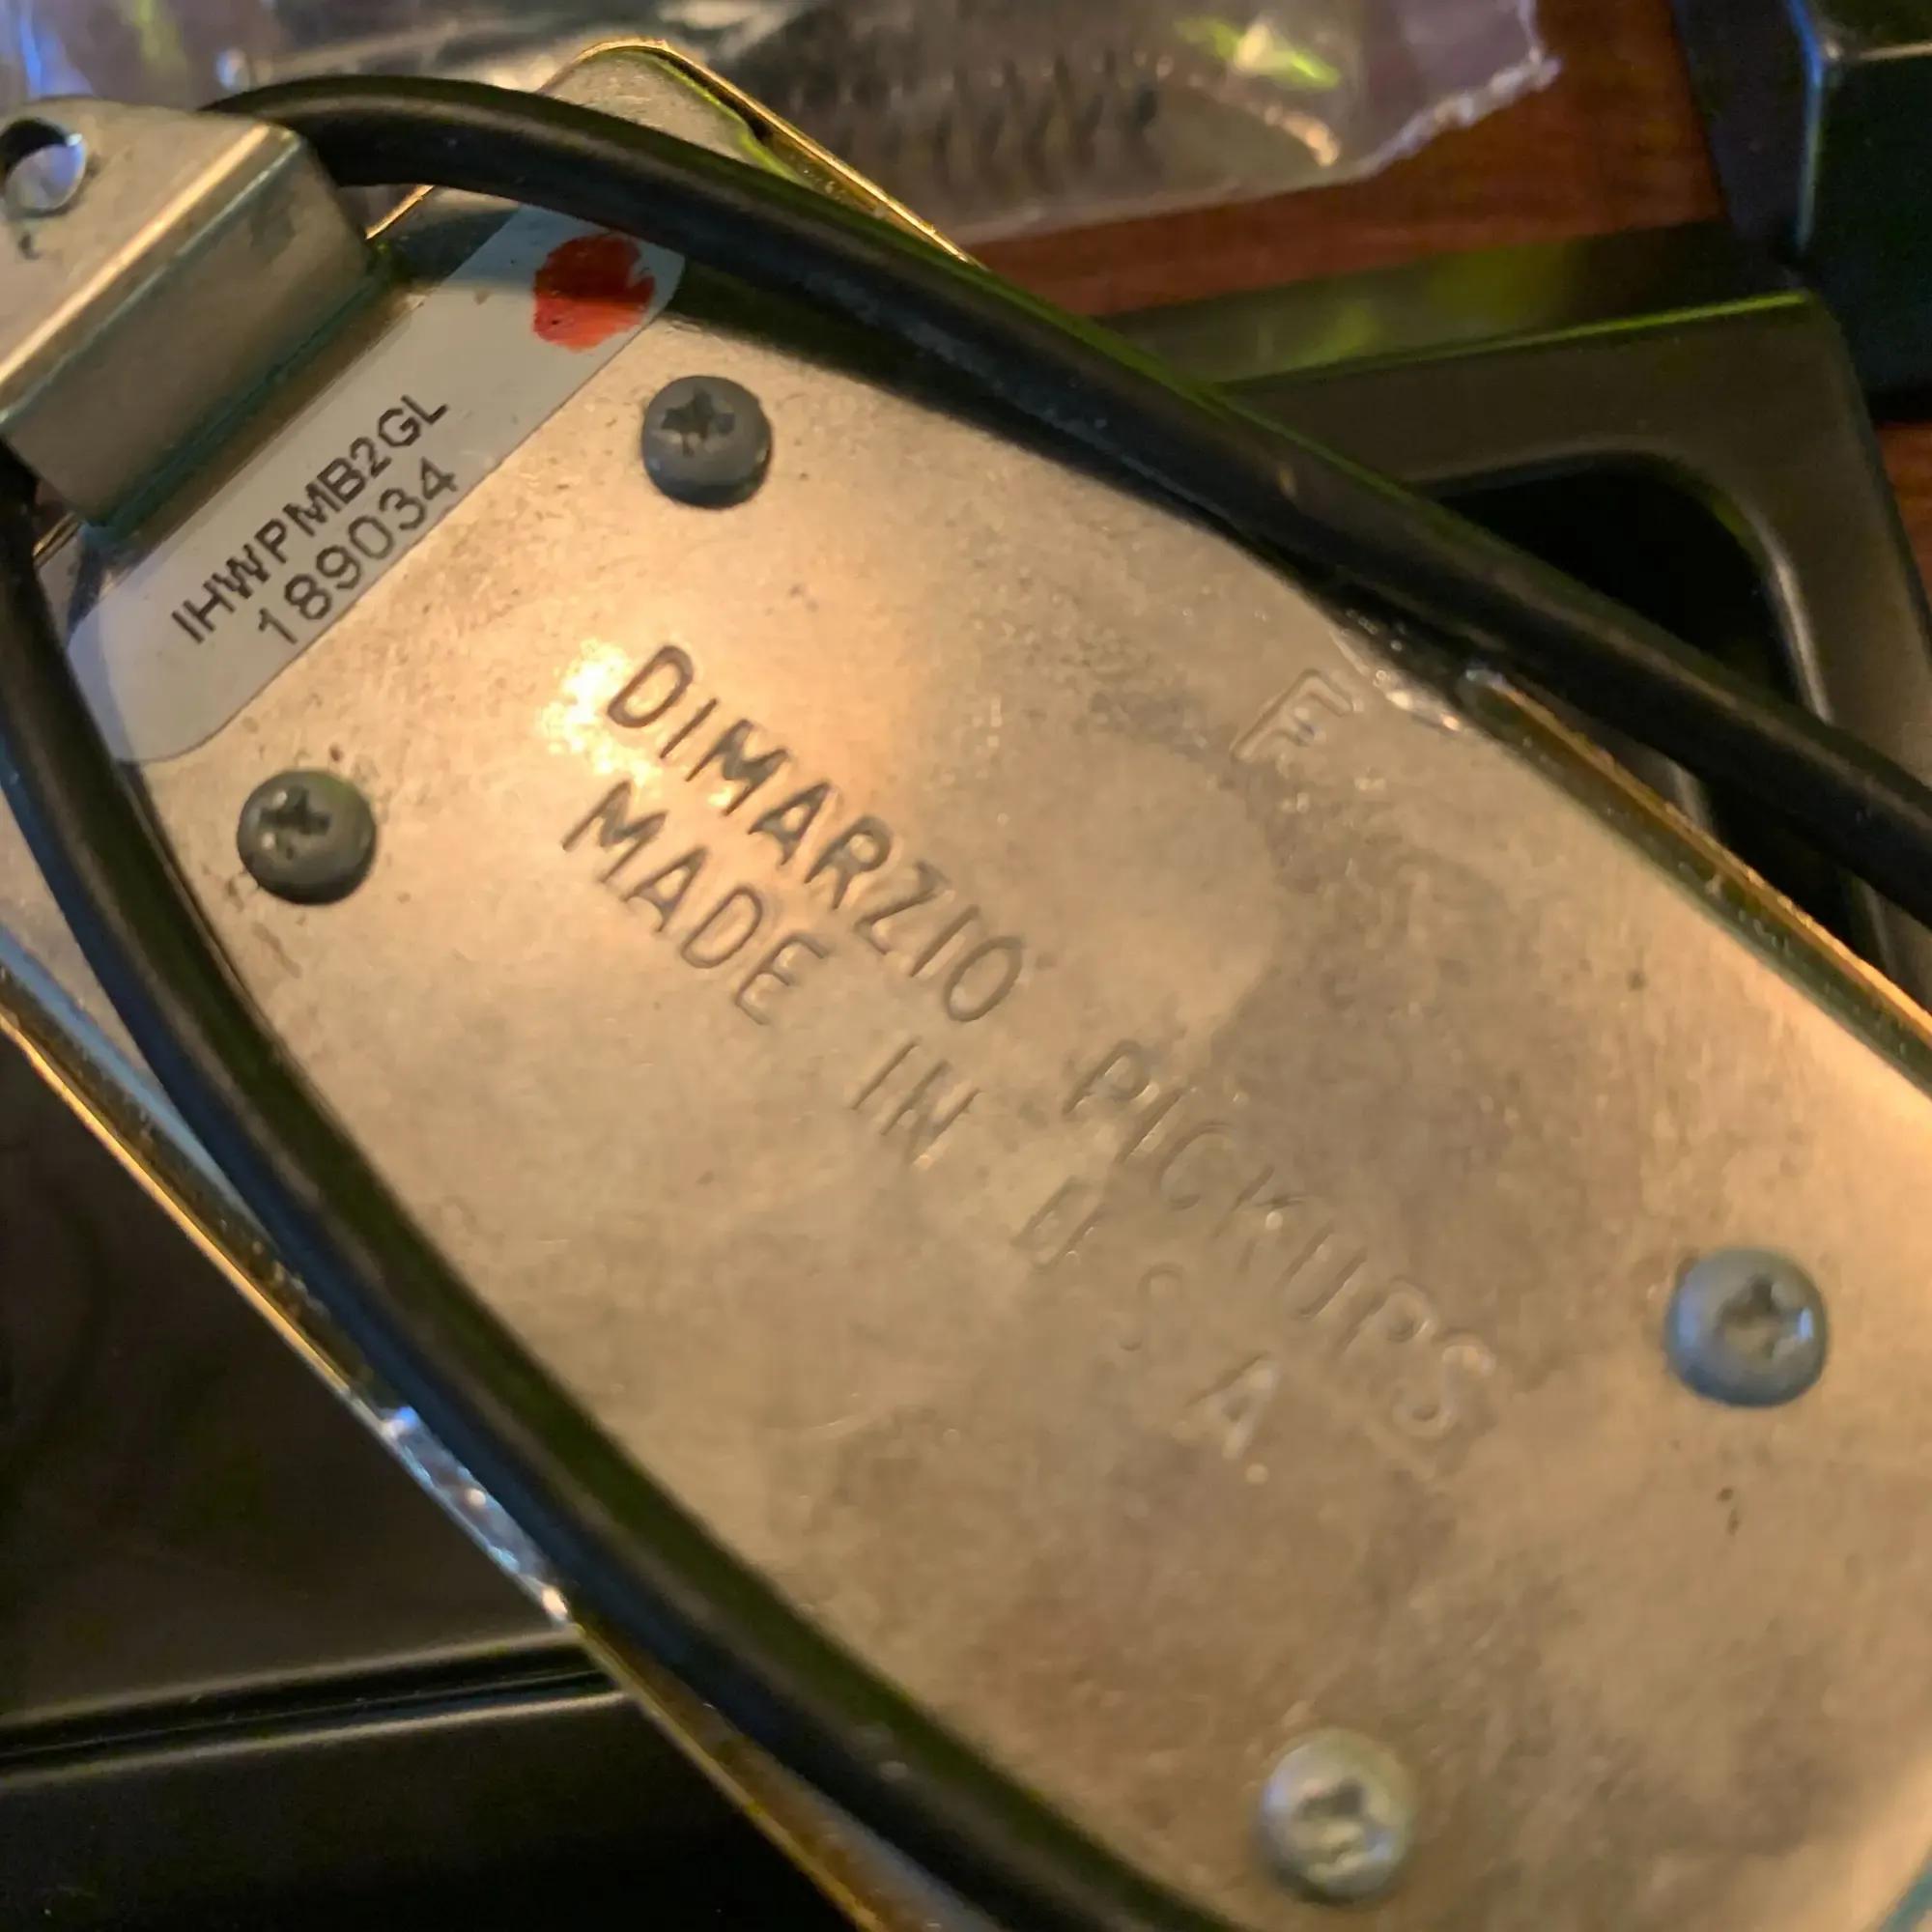 IHWPMB2GL
189034
F
DIMARZIO PICKUPS
MADE IN U S A